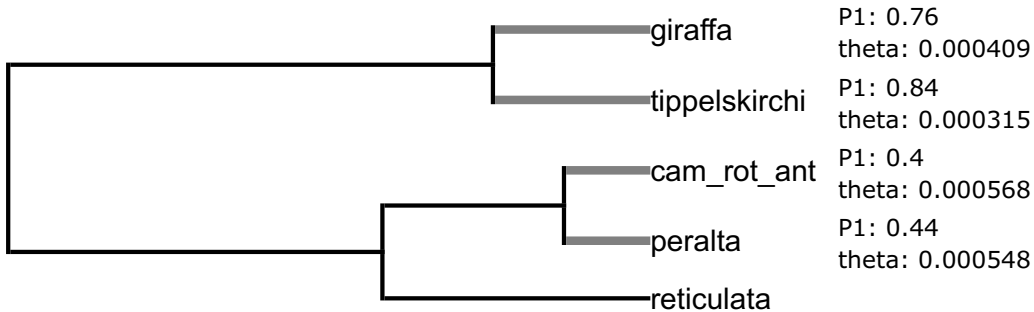 giraffa
P1: 0.76
theta: 0.000409
tippelskirchi
P1: 0.84
theta: 0.000315
cam_rot_ant
P1: 0.4
theta: 0.000568
peralta
P1: 0.44
theta: 0.000548
reticulata